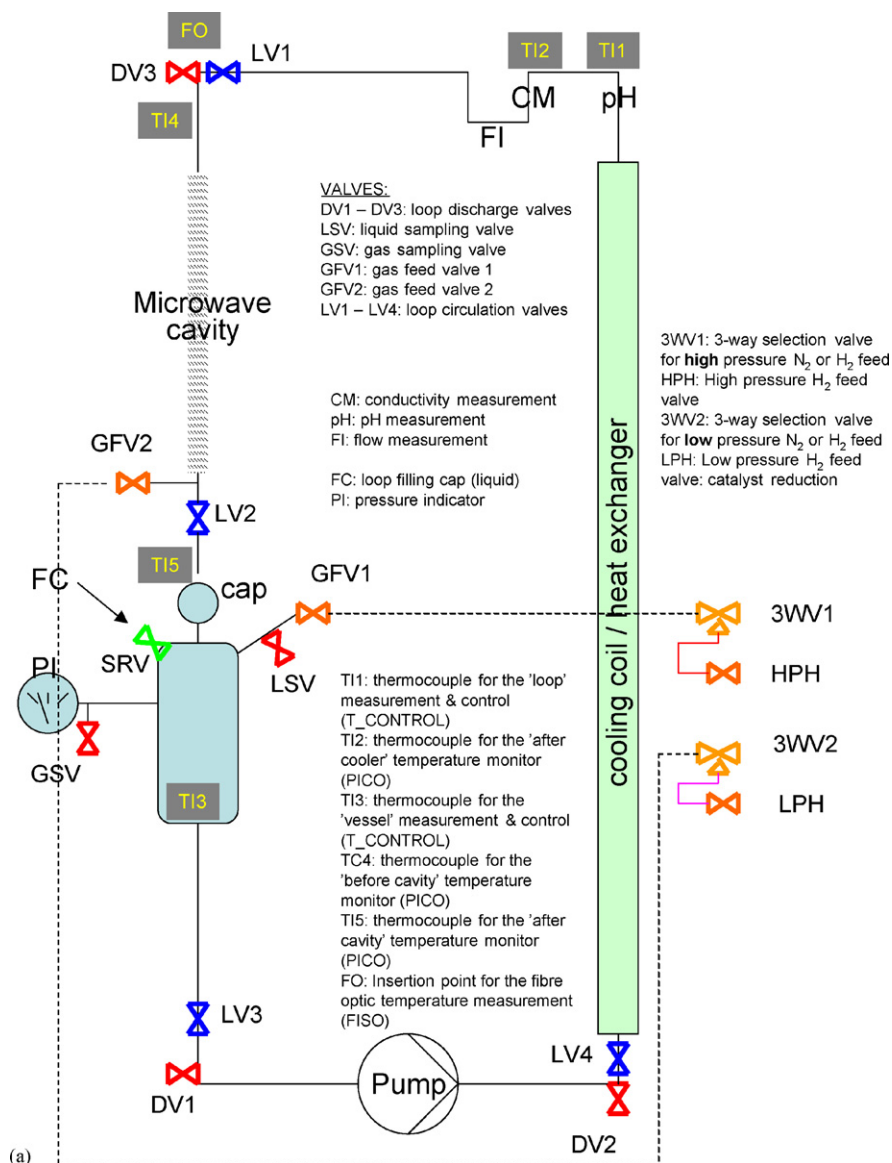 FO
LV1
DV3
TI4
TI2
TI1
CM
pH
FI
VALVES:
DV1 – DV3: loop discharge valves
LSV: liquid sampling valve
GSV: gas sampling valve
GFV1: gas feed valve 1
GFV2: gas feed valve 2
LV1 – LV4: loop circulation valves
Microwave
cavity
CM: conductivity measurement
pH: pH measurement
FI: flow measurement
FC: loop filling cap (liquid)
PI: pressure indicator
3WV1: 3-way selection valve
for high pressure N₂ or H₂ feed
HPH: High pressure H₂ feed
valve
3WV2: 3-way selection valve
for low pressure N₂ or H₂ feed
LPH: Low pressure H₂ feed
valve: catalyst reduction
cooling coil / heat exchanger
GFV2
LV2
TI5
cap
FC
GFV1
SRV
LSV
PI
GSV
TI3
3WV1
HPH
3WV2
LPH
TI1: thermocouple for the 'loop'
measurement & control
(T_CONTROL)
TI2: thermocouple for the 'after
cooler' temperature monitor
(PICO)
TI3: thermocouple for the
'vessel' measurement & control
(T_CONTROL)
TC4: thermocouple for the
'before cavity' temperature
monitor (PICO)
TI5: thermocouple for the 'after
cavity' temperature monitor
(PICO)
FO: Insertion point for the fibre
optic temperature measurement
(FISO)
LV3
LV4
Pump
DV1
DV2
(a)